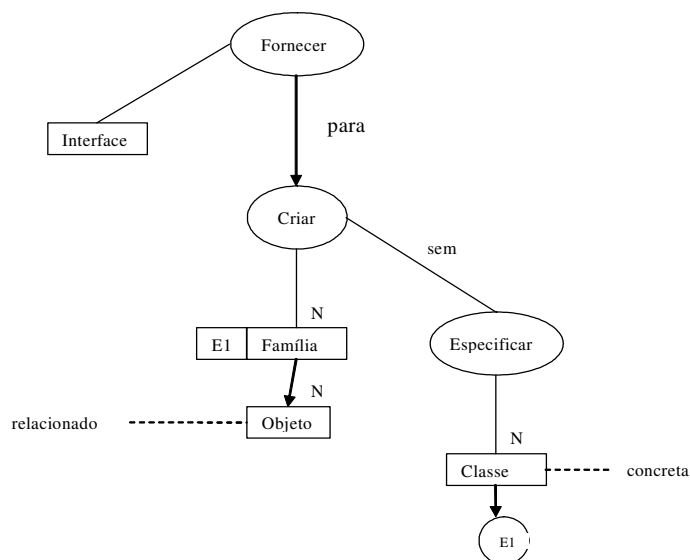 Fornecer
para
Interface
Criar
sem
N
E1 Família
Especificar
N
relacionado
Objeto
N
Classe
concreta
E1